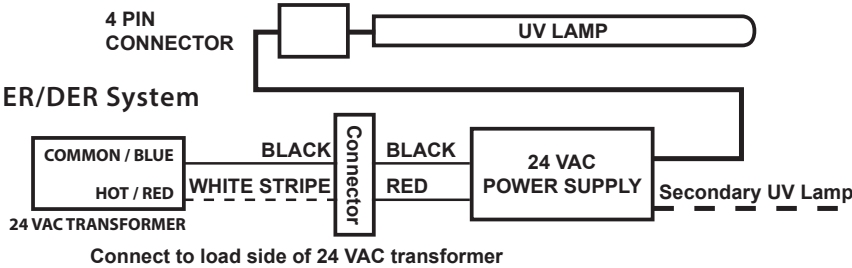 4 PIN
CONNECTOR
UV LAMP
ER/DER System
COMMON / BLUE
HOT / RED
24 VAC TRANSFORMER
BLACK
WHITE STRIPE
Connector
BLACK
RED
24 VAC
POWER SUPPLY
Secondary UV Lamp
Connect to load side of 24 VAC transformer